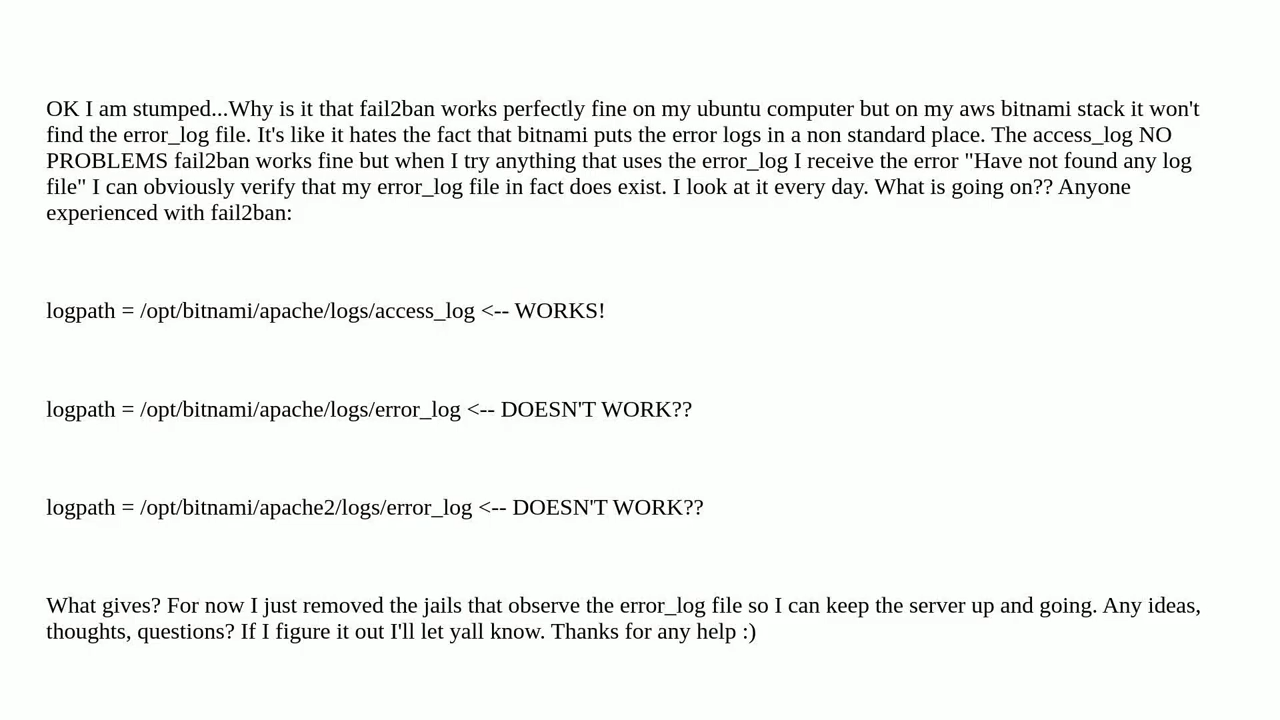 OK I am stumped...Why is it that fail2ban works perfectly fine on my ubuntu computer but on my aws bitnami stack it won't
find the error_log file. It's like it hates the fact that bitnami puts the error logs in a non standard place. The access_log NO
PROBLEMS fail2ban works fine but when I try anything that uses the error_log I receive the error "Have not found any log
file" I can obviously verify that my error_log file in fact does exist. I look at it every day. What is going on?? Anyone
experienced with fail2ban:
logpath = /opt/bitnami/apache/logs/access_log <-- WORKS!
logpath = /opt/bitnami/apache/logs/error_log <-- DOESN'T WORK??
logpath = /opt/bitnami/apache2/logs/error_log <-- DOESN'T WORK??
What gives? For now I just removed the jails that observe the error_log file so I can keep the server up and going. Any ideas,
thoughts, questions? If I figure it out I'll let yall know. Thanks for any help :)